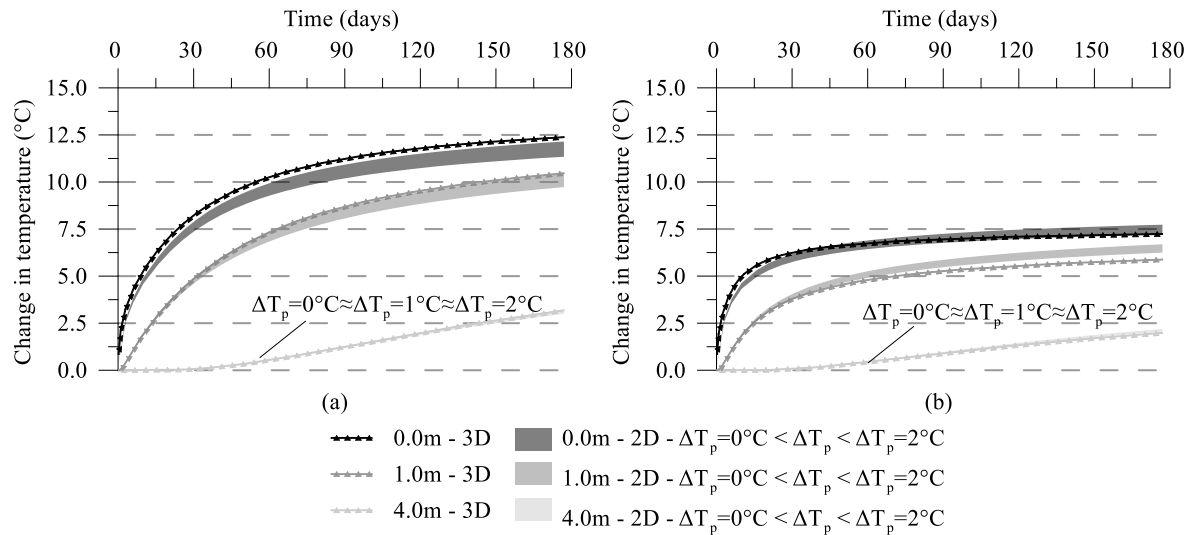 Time (days)
0 30 60 90 120 150 180
15.0
12.5
10.0
7.5
5.0
2.5
0.0
Change in temperature (°C)
ΔTp=0°C≈ΔTp=1°C≈ΔTp=2°C
(a)
Time (days)
0 30 60 90 120 150 180
15.0
12.5
10.0
7.5
5.0
2.5
0.0
Change in temperature (°C)
ΔTp=0°C≈ΔTp=1°C≈ΔTp=2°C
(b)
0.0m - 3D
1.0m - 3D
4.0m - 3D
0.0m - 2D - ΔTp=0°C < ΔTp < ΔTp=2°C
1.0m - 2D - ΔTp=0°C < ΔTp < ΔTp=2°C
4.0m - 2D - ΔTp=0°C < ΔTp < ΔTp=2°C